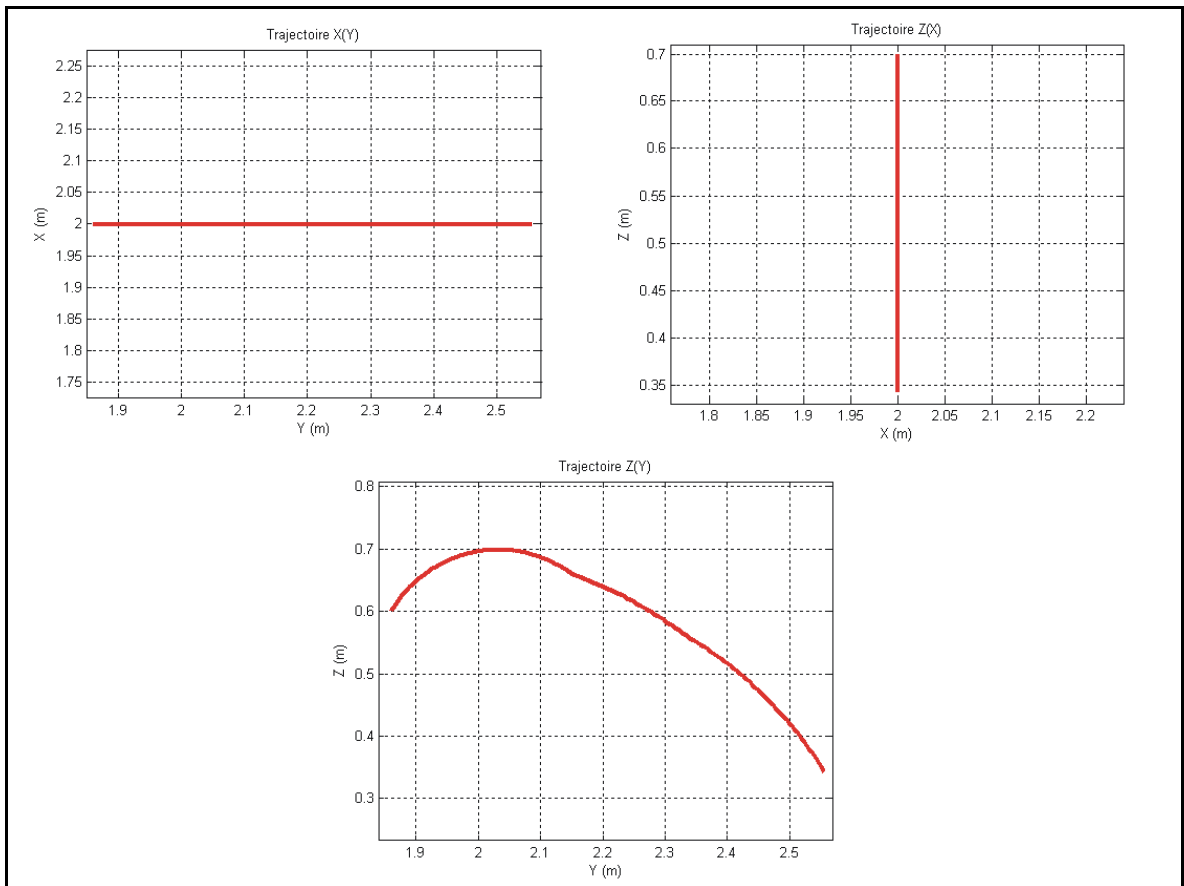 Trajectoire X(Y)
2.25
2.2
2.15
2.1
2.05
2
1.95
1.9
1.85
1.8
1.75
X (m)
1.9 2 2.1 2.2 2.3 2.4 2.5
Y (m)
Trajectoire Z(X)
0.7
0.65
0.6
0.55
0.5
0.45
0.4
0.35
Z (m)
1.8 1.85 1.9 1.95 2 2.05 2.1 2.15 2.2
X (m)
Trajectoire Z(Y)
0.8
0.7
0.6
0.5
0.4
0.3
Z (m)
1.9 2 2.1 2.2 2.3 2.4 2.5
Y (m)